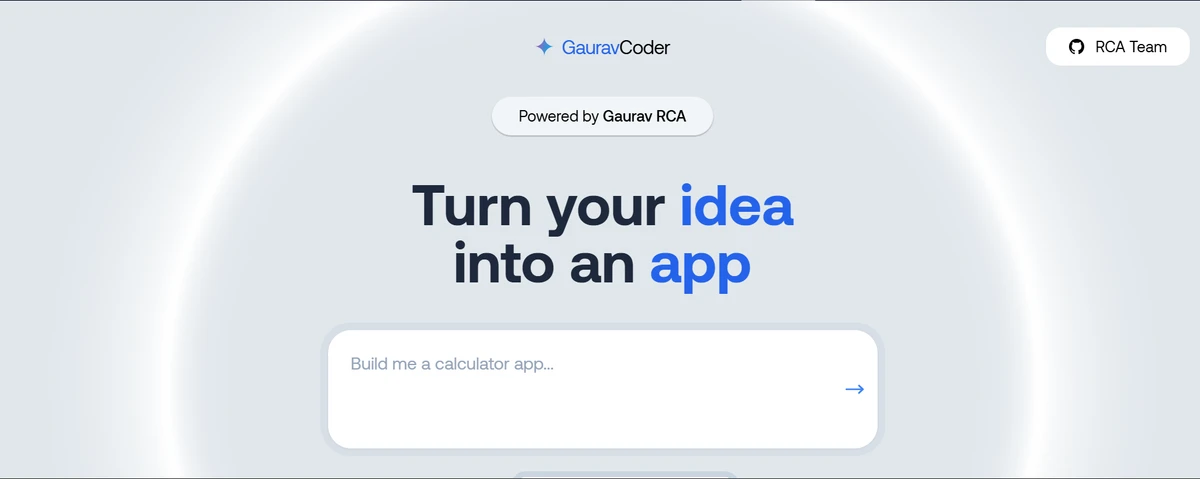 GauravCoder
RCA Team
Powered by Gaurav RCA
Turn your idea
into an app
Build me a calculator app...